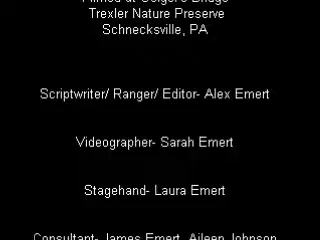 Filmed at Geiger's Bridge
Trexler Nature Preserve
Schnecksville, PA
Scriptwriter/ Ranger/ Editor- Alex Emert
Videographer- Sarah Emert
Stagehand- Laura Emert
Consultant- James Emert, Aileen Johnson